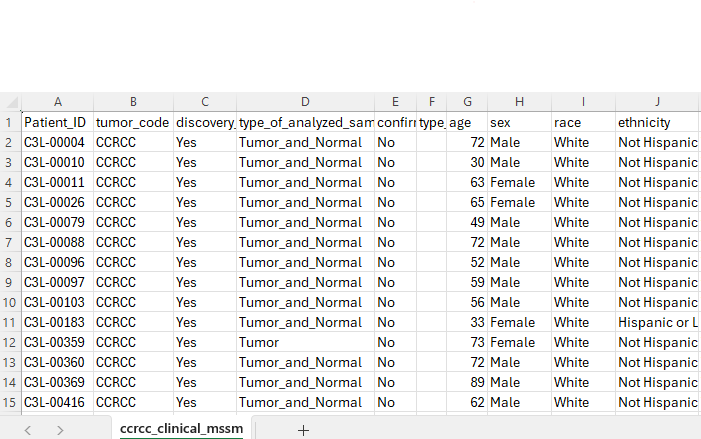 A B C D E F G H I J
1 Patient_ID tumor_code discovery_ type_of_analyzed_sam confirr type_ age sex race ethnicity
2 C3L-00004 CCRCC Yes Tumor_and_Normal No 72 Male White Not Hispanic
3 C3L-00010 CCRCC Yes Tumor_and_Normal No 30 Male White Not Hispanic
4 C3L-00011 CCRCC Yes Tumor_and_Normal No 63 Female White Not Hispanic
5 C3L-00026 CCRCC Yes Tumor_and_Normal No 65 Female White Not Hispanic
6 C3L-00079 CCRCC Yes Tumor_and_Normal No 49 Male White Not Hispanic
7 C3L-00088 CCRCC Yes Tumor_and_Normal No 72 Male White Not Hispanic
8 C3L-00096 CCRCC Yes Tumor_and_Normal No 52 Male White Not Hispanic
9 C3L-00097 CCRCC Yes Tumor_and_Normal No 59 Male White Not Hispanic
10 C3L-00103 CCRCC Yes Tumor_and_Normal No 56 Male White Not Hispanic
11 C3L-00183 CCRCC Yes Tumor_and_Normal No 33 Female White Hispanic or L
12 C3L-00359 CCRCC Yes Tumor No 73 Female White Not Hispanic
13 C3L-00360 CCRCC Yes Tumor_and_Normal No 72 Male White Not Hispanic
14 C3L-00369 CCRCC Yes Tumor_and_Normal No 89 Male White Not Hispanic
15 C3L-00416 CCRCC Yes Tumor_and_Normal No 62 Male White Not Hispanic
ccrcc_clinical_mssm